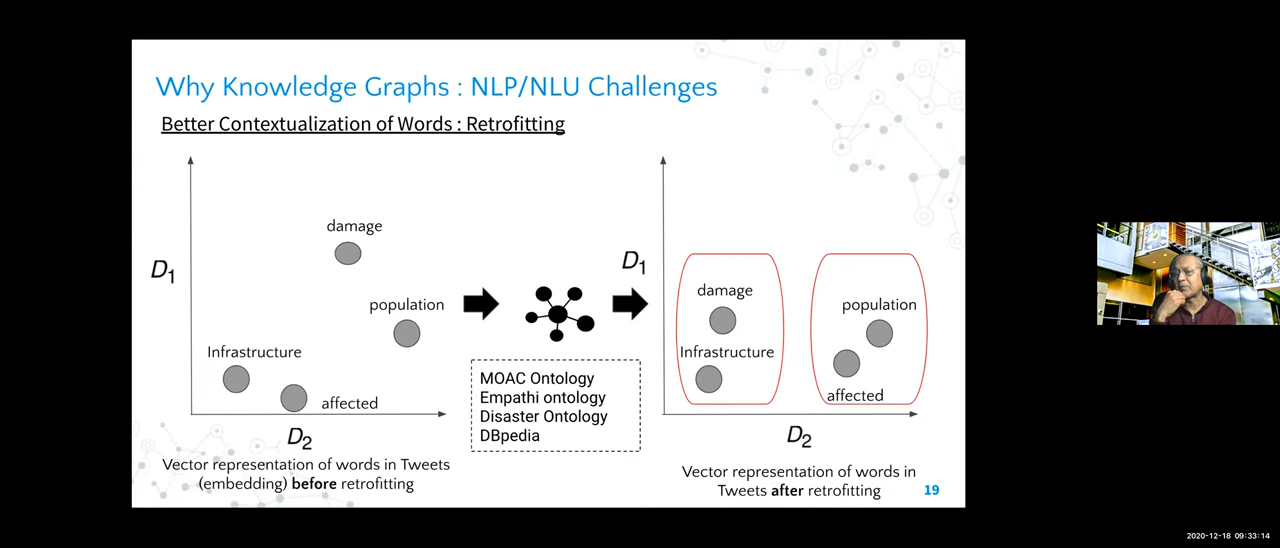 Why Knowledge Graphs : NLP/NLU Challenges
Better Contextualization of Words : Retrofitting
damage
D1
population
Infrastructure
affected
D2
Vector representation of words in Tweets
(embedding) before retrofitting
MOAC Ontology
Empathi ontology
Disaster Ontology
DBpedia
D1
damage
population
Infrastructure
affected
D2
Vector representation of words in
Tweets after retrofitting
19
2020-12-18 09:33:14